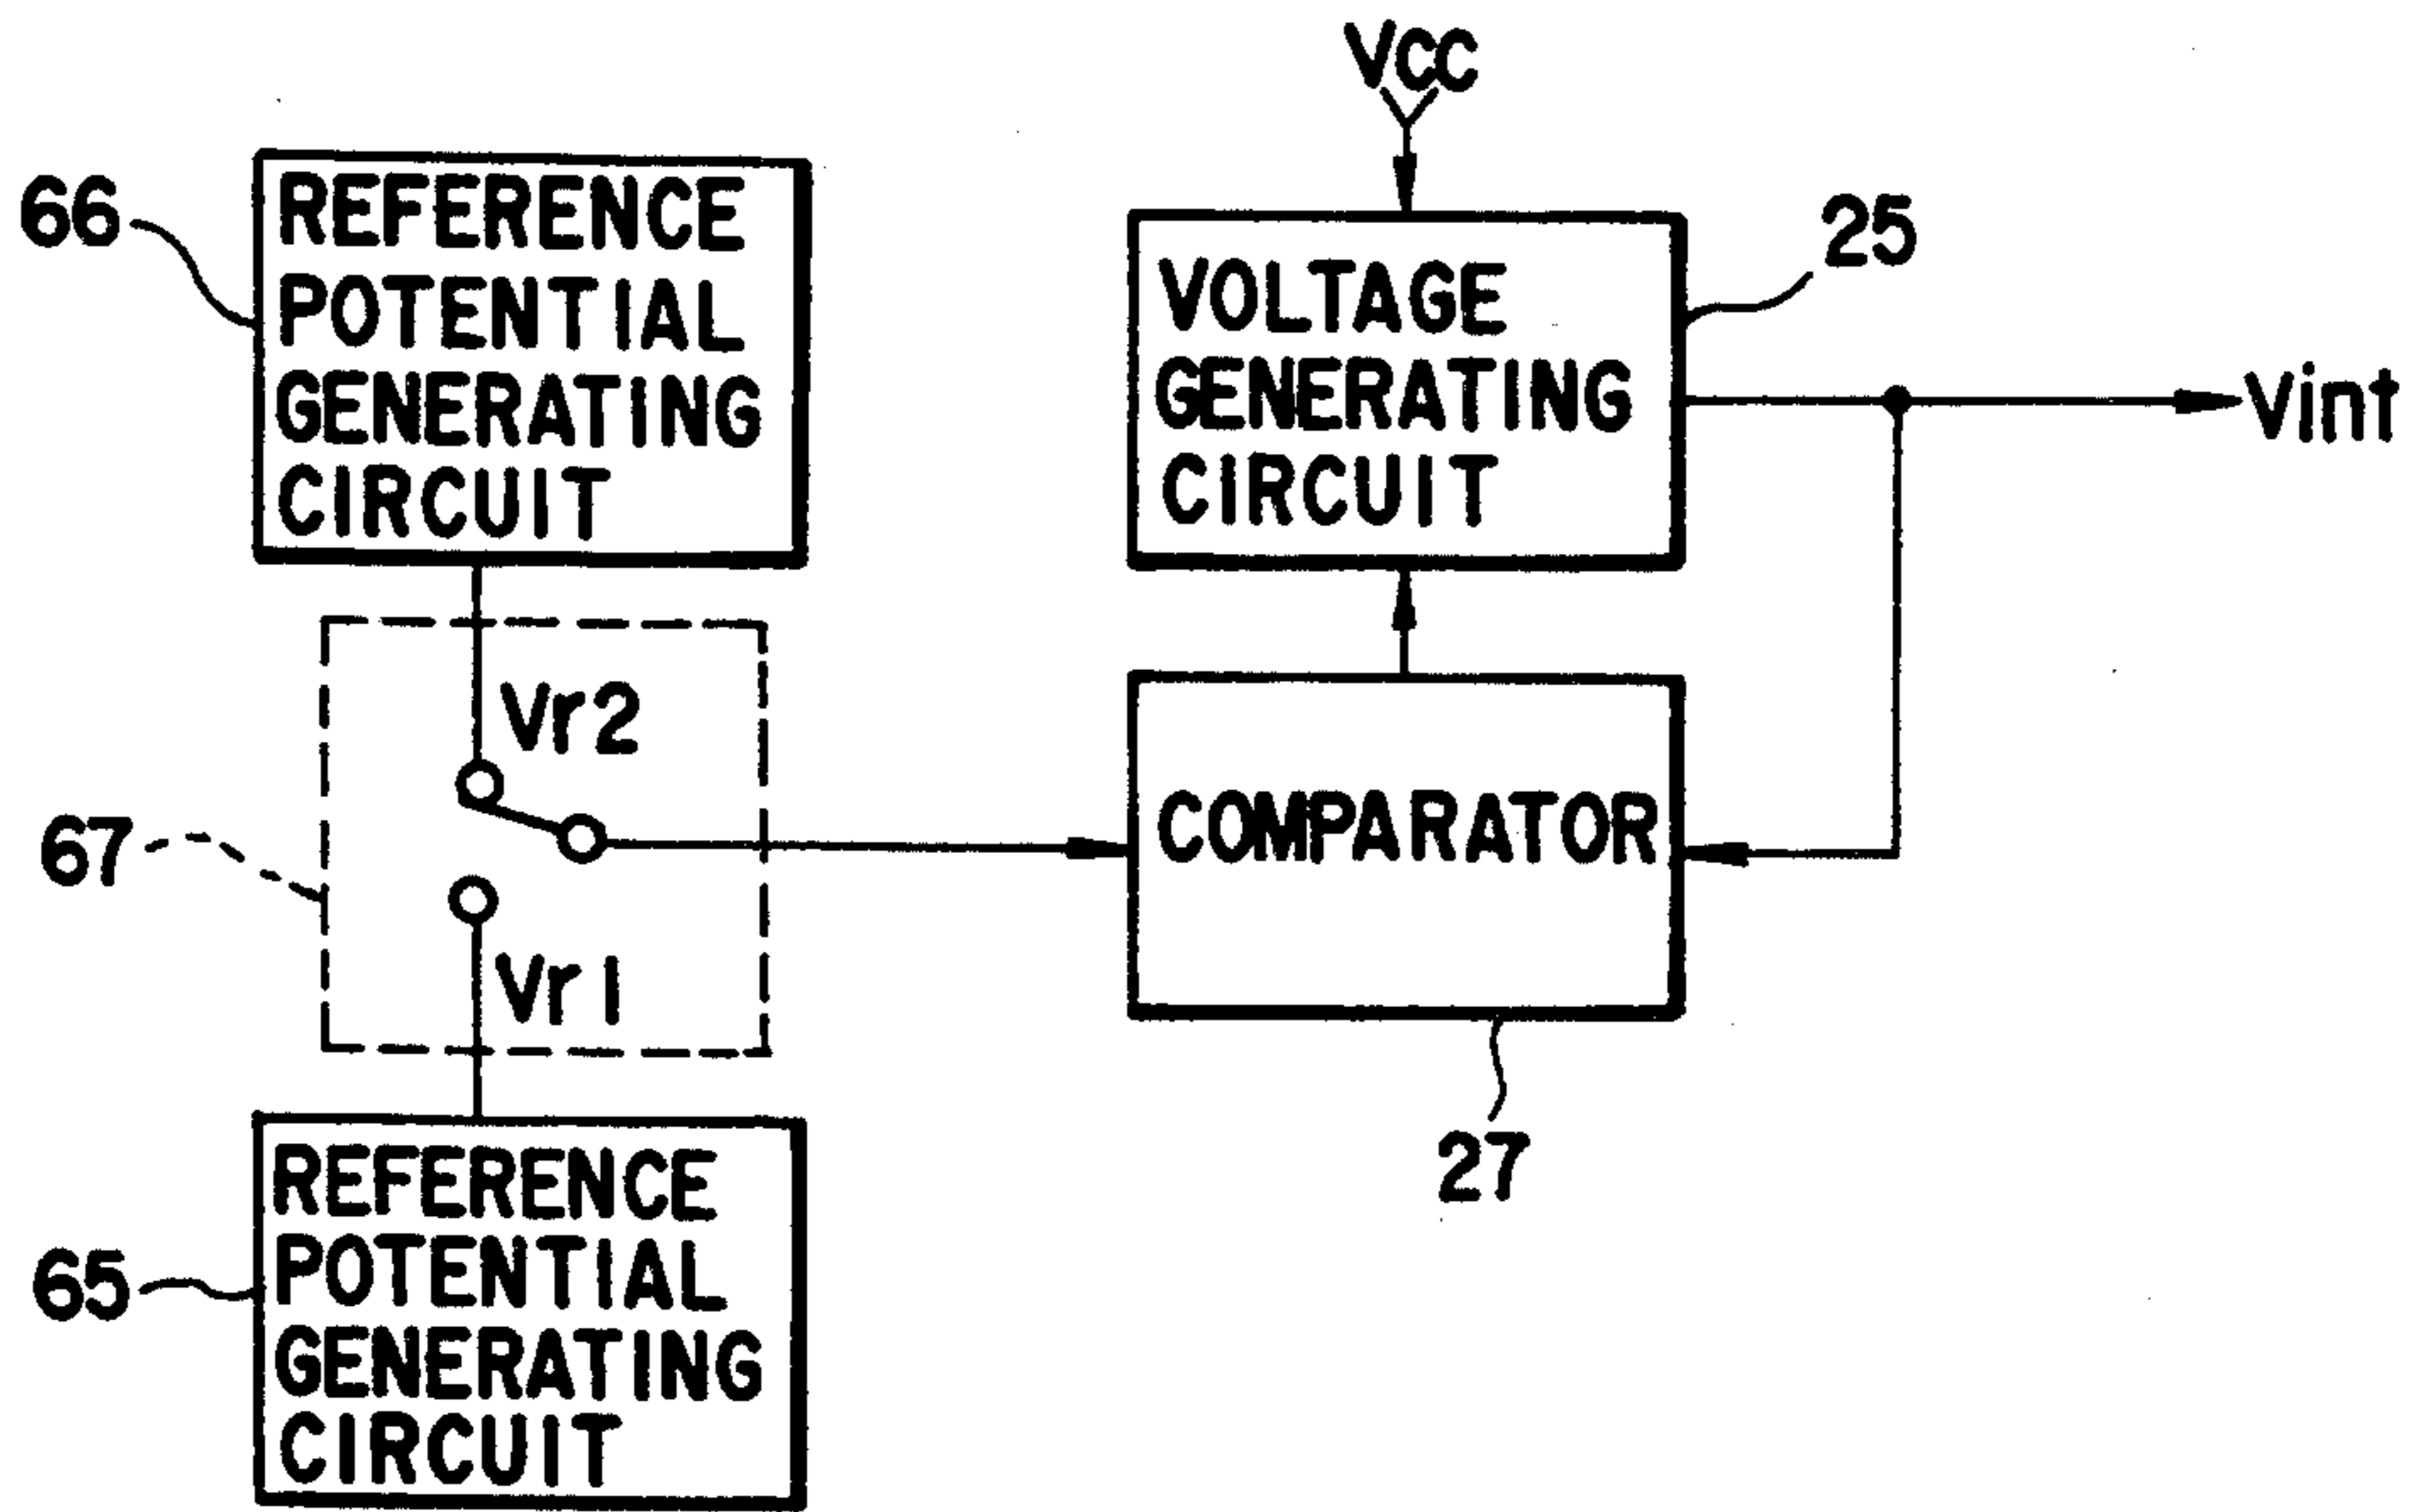 VCC
66
REFERENCE
POTENTIAL
GENERATING
CIRCUIT
VOLTAGE
GENERATING
CIRCUIT
25
Vint
Vr2
67
COMPARATOR
Vr1
27
65
REFERENCE
POTENTIAL
GENERATING
CIRCUIT